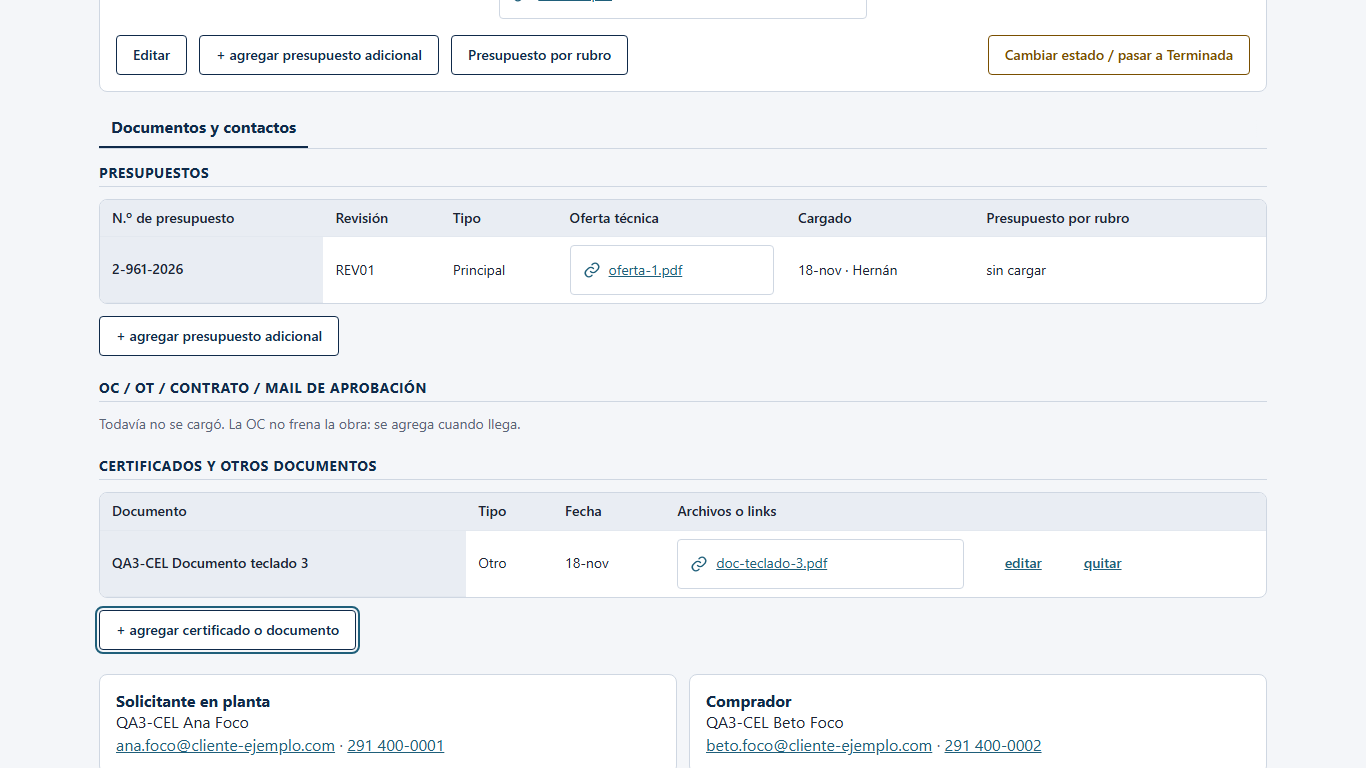 Editar
+ agregar presupuesto adicional
Presupuesto por rubro
Cambiar estado / pasar a Terminada
Documentos y contactos
PRESUPUESTOS
N.º de presupuesto Revisión Tipo Oferta técnica Cargado Presupuesto por rubro
2-961-2026 REV01 Principal oferta-1.pdf 18-nov · Hernán sin cargar
+ agregar presupuesto adicional
OC / OT / CONTRATO / MAIL DE APROBACIÓN
Todavía no se cargó. La OC no frena la obra: se agrega cuando llega.
CERTIFICADOS Y OTROS DOCUMENTOS
Documento Tipo Fecha Archivos o links
QA3-CEL Documento teclado 3 Otro 18-nov doc-teclado-3.pdf editar quitar
+ agregar certificado o documento
Solicitante en planta
QA3-CEL Ana Foco
ana.foco@cliente-ejemplo.com · 291 400-0001
Comprador
QA3-CEL Beto Foco
beto.foco@cliente-ejemplo.com · 291 400-0002